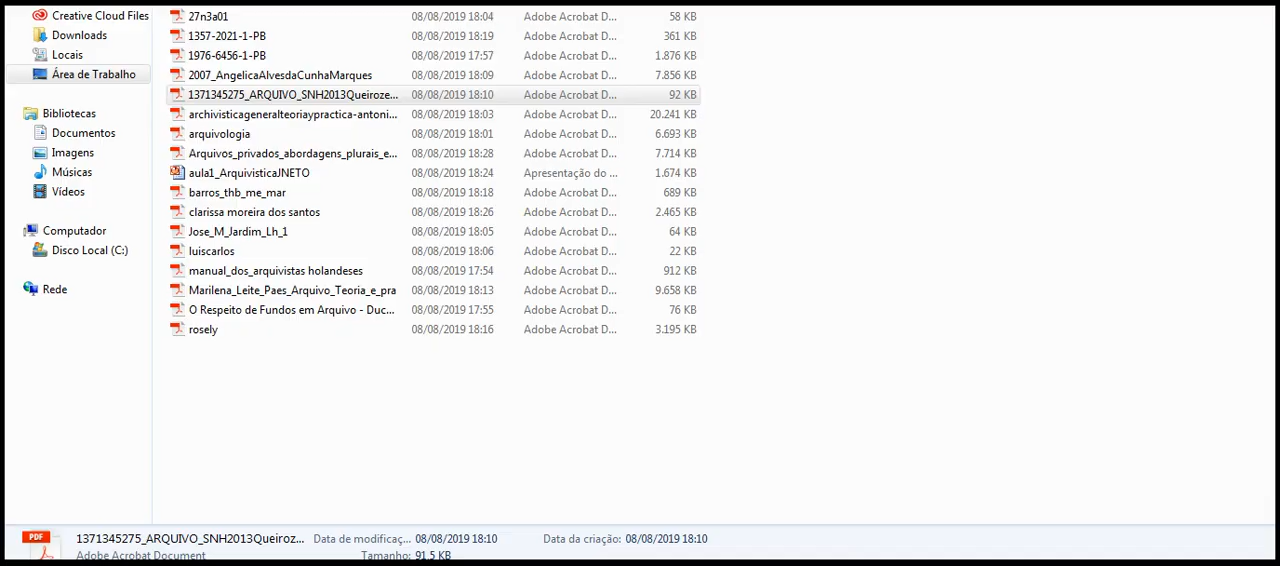 Creative Cloud Files
Downloads
Locais
Área de Trabalho
Bibliotecas
Documentos
Imagens
Músicas
Vídeos
Computador
Disco Local (C:)
Rede
27n3a01 08/08/2019 18:04 Adobe Acrobat D... 58 KB
1357-2021-1-PB 08/08/2019 18:19 Adobe Acrobat D... 361 KB
1976-6456-1-PB 08/08/2019 17:57 Adobe Acrobat D... 1.876 KB
2007_AngelicaAlvesdaCunhaMarques 08/08/2019 18:09 Adobe Acrobat D... 7.856 KB
1371345275_ARQUIVO_SNH2013Queiroze... 08/08/2019 18:10 Adobe Acrobat D... 92 KB
archivisticageneralteoriaypractica-antoni... 08/08/2019 18:03 Adobe Acrobat D... 20.241 KB
arquivologia 08/08/2019 18:01 Adobe Acrobat D... 6.693 KB
Arquivos_privados_abordagens_plurais_e... 08/08/2019 18:28 Adobe Acrobat D... 7.714 KB
aula1_ArquivisticaJNETO 08/08/2019 18:24 Apresentação do ... 1.674 KB
barros_thb_me_mar 08/08/2019 18:18 Adobe Acrobat D... 689 KB
clarissa moreira dos santos 08/08/2019 18:26 Adobe Acrobat D... 2.465 KB
Jose_M_Jardim_Lh_1 08/08/2019 18:05 Adobe Acrobat D... 64 KB
luiscarlos 08/08/2019 18:06 Adobe Acrobat D... 22 KB
manual_dos_arquivistas holandeses 08/08/2019 17:54 Adobe Acrobat D... 912 KB
Marilena_Leite_Paes_Arquivo_Teoria_e_pra 08/08/2019 18:13 Adobe Acrobat D... 9.658 KB
O Respeito de Fundos em Arquivo - Duc... 08/08/2019 17:55 Adobe Acrobat D... 76 KB
rosely 08/08/2019 18:16 Adobe Acrobat D... 3.195 KB
PDF
1371345275_ARQUIVO_SNH2013Queiroz... Data de modificaç... 08/08/2019 18:10 Data da criação: 08/08/2019 18:10
Adobe Acrobat Document Tamanho: 91,5 KB